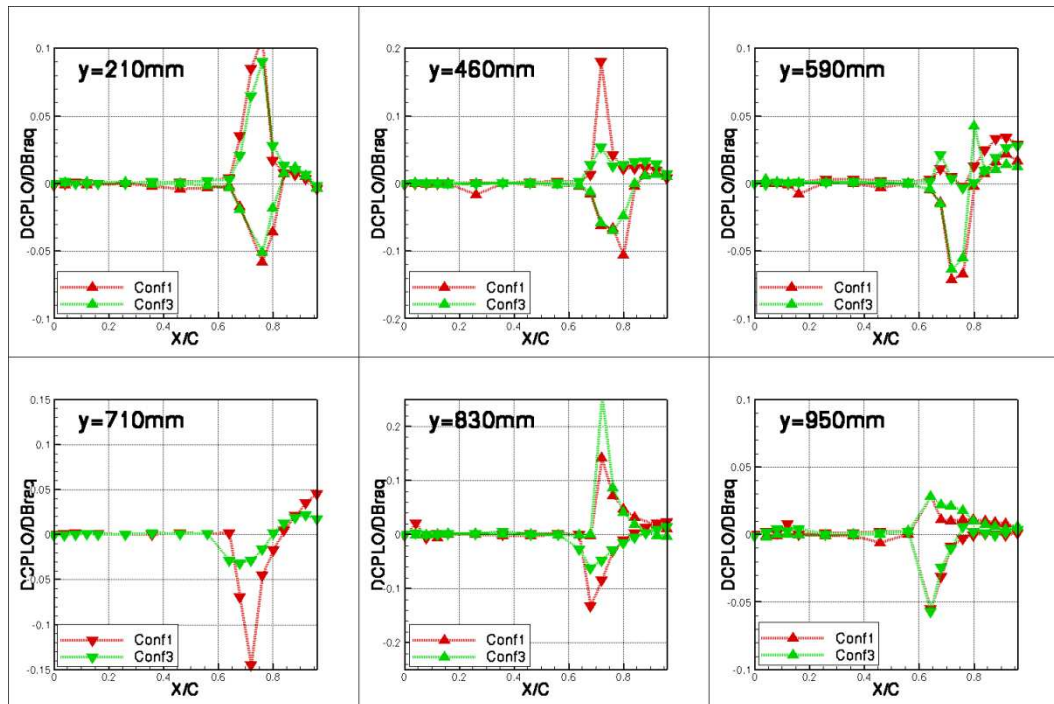 y=210mm
DCPLO/DBraq
0.1
0.05
0
-0.05
-0.1
Conf1
Conf3
0 0.2 0.4 0.6 0.8
X/C
y=460mm
DCPLO/DBraq
0.2
0.1
0
-0.1
-0.2
Conf1
Conf3
0 0.2 0.4 0.6 0.8
X/C
y=590mm
DCPLO/DBraq
0.1
0.05
0
-0.05
-0.1
Conf1
Conf3
0 0.2 0.4 0.6 0.8
X/C
y=710mm
DCPLO/DBraq
0.15
0.1
0.05
0
-0.05
-0.1
-0.15
Conf1
Conf3
0 0.2 0.4 0.6 0.8
X/C
y=830mm
DCPLO/DBraq
0.2
0.1
0
-0.1
-0.2
Conf1
Conf3
0 0.2 0.4 0.6 0.8
X/C
y=950mm
DCPLO/DBraq
0.1
0.05
0
-0.05
-0.1
Conf1
Conf3
0 0.2 0.4 0.6 0.8
X/C